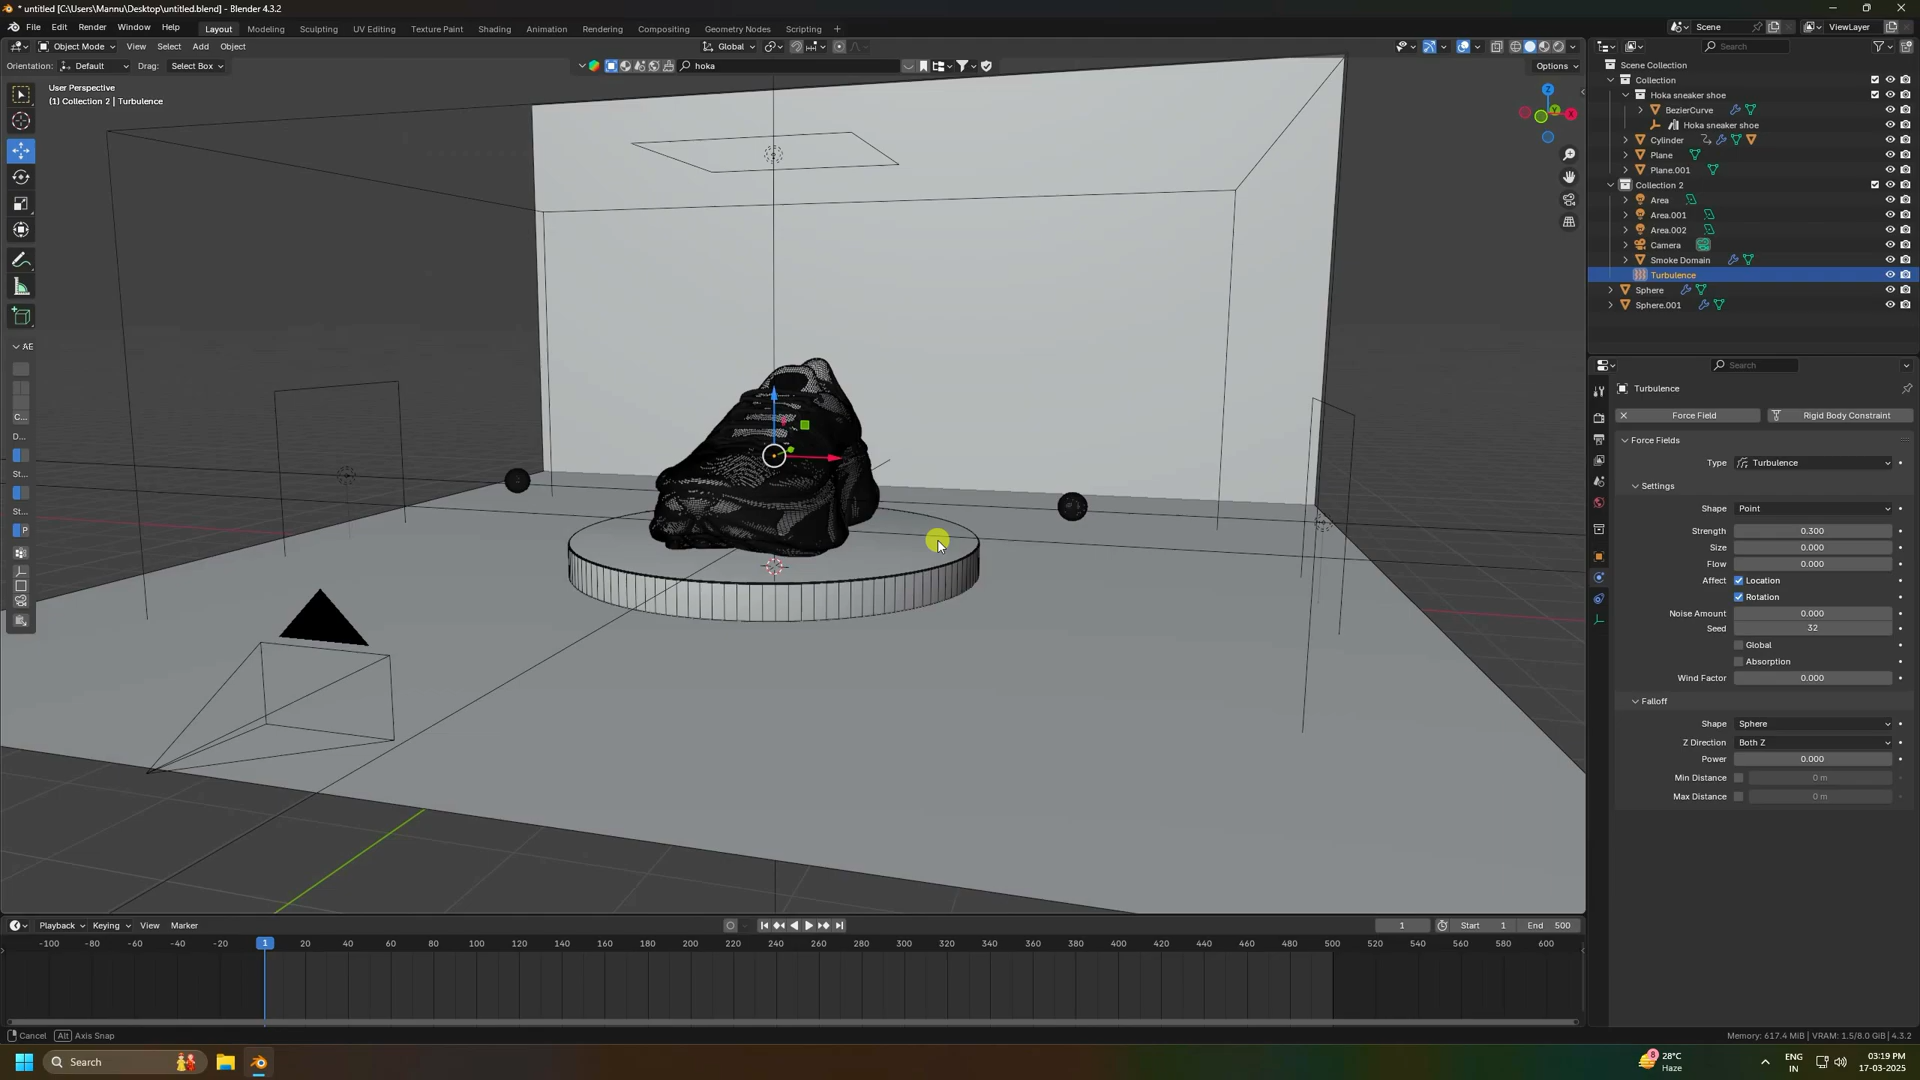 * untitled [C:\Users\Mannu\Desktop\untitled.blend] - Blender 4.3.2
File Edit Render Window Help Layout Modeling Sculpting UV Editing Texture Paint Shading Animation Rendering Compositing Geometry Nodes Scripting + Scene ViewLayer
Object Mode View Select Add Object Global Search
Orientation: Default Drag: Select Box hoka Options
User Perspective
(1) Collection 2 | Turbulence
Z
Y
X
AE
C...
D...
St...
St...
P
Scene Collection
Collection
Hoka sneaker shoe
BezierCurve
Hoka sneaker shoe
Cylinder
Plane
Plane.001
Collection 2
Area
Area.001
Area.002
Camera
Smoke Domain
Turbulence
Sphere
Sphere.001
Search
Turbulence
Force Field Rigid Body Constraint
Force Fields
Type Turbulence
Settings
Shape Point
Strength 0.300
Size 0.000
Flow 0.000
Affect Location
Rotation
Noise Amount 0.000
Seed 32
Global
Absorption
Wind Factor 0.000
Falloff
Shape Sphere
Z Direction Both Z
Power 0.000
Min Distance 0 m
Max Distance 0 m
Playback Keying View Marker 1 Start 1 End 500
-100 -80 -60 -40 -20 1 20 40 60 80 100 120 140 160 180 200 220 240 260 280 300 320 340 360 380 400 420 440 460 480 500 520 540 560 580 600
Cancel Alt Axis Snap Memory: 617.4 MiB | VRAM: 1.5/8.0 GiB | 4.3.2
Search 8 28°C Haze ENG IN 03:19 PM 17-03-2025